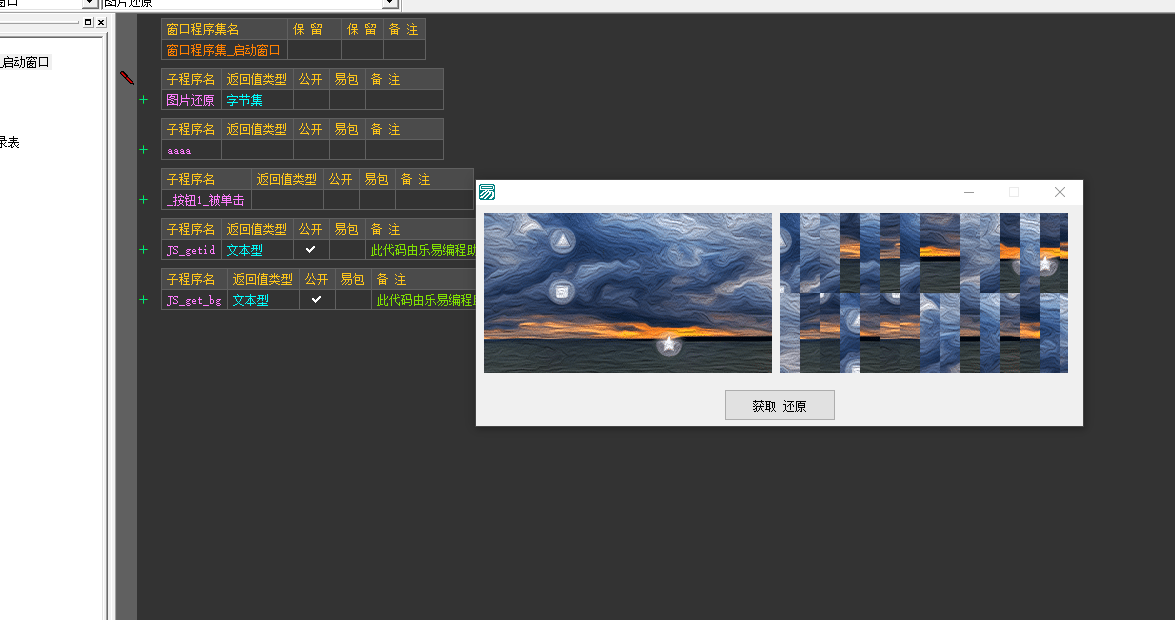 窗口
图片还原
启动窗口
录表
窗口程序集名 保 留 保 留 备 注
窗口程序集_启动窗口
子程序名 返回值类型 公开 易包 备 注
图片还原 字节集
子程序名 返回值类型 公开 易包 备 注
aaaa
子程序名 返回值类型 公开 易包 备 注
_按钮1_被单击
子程序名 返回值类型 公开 易包 备 注
JS_getid 文本型 此代码由乐易编程助
子程序名 返回值类型 公开 易包 备 注
JS_get_bg 文本型 此代码由乐易编程
易
获取 还原